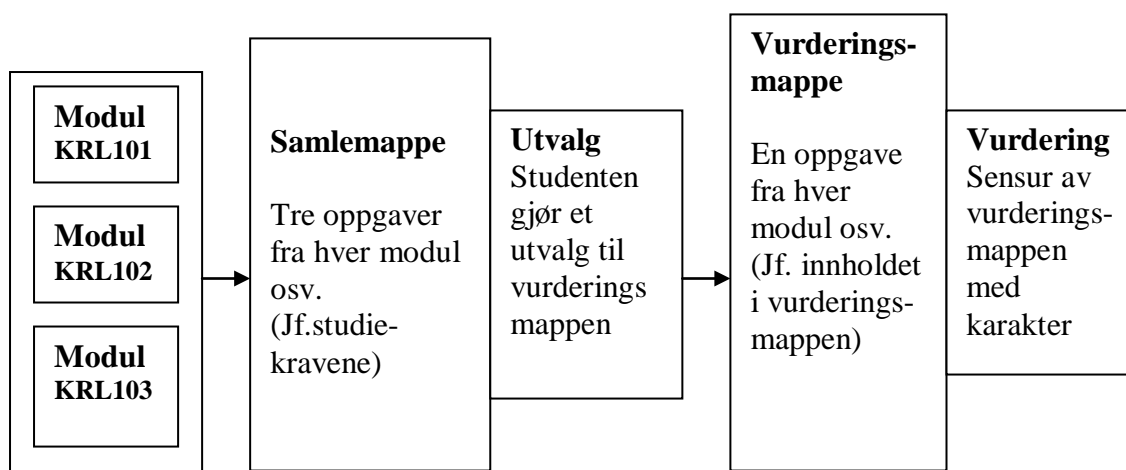 Modul
KRL101
Modul
KRL102
Modul
KRL103
Samlemappe
Tre oppgaver
fra hver modul
osv.
(Jf.studie-
kravene)
Utvalg
Studenten
gjør et
utvalg til
vurderings
mappen
Vurderings-
mappe
En oppgave
fra hver
modul osv.
(Jf. innholdet
i vurderings-
mappen)
Vurdering
Sensur av
vurderings-
mappen
med
karakter